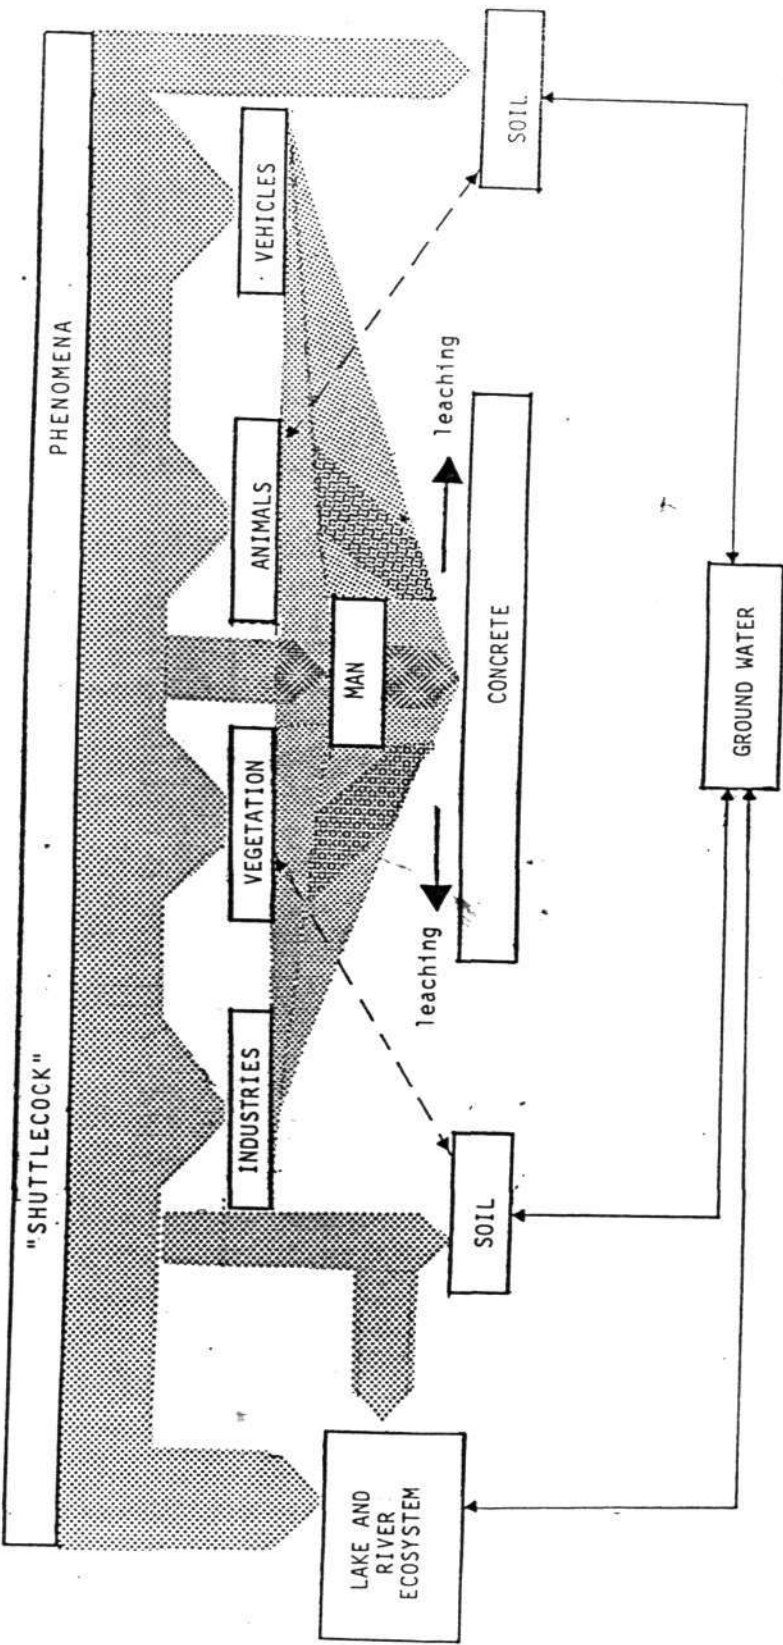 "SHUTTLECOCK" PHENOMENA
INDUSTRIES
VEGETATION
ANIMALS
VEHICLES
MAN
LAKE AND
RIVER
ECOSYSTEM
SOIL
leaching
leaching
SOIL
CONCRETE
GROUND WATER